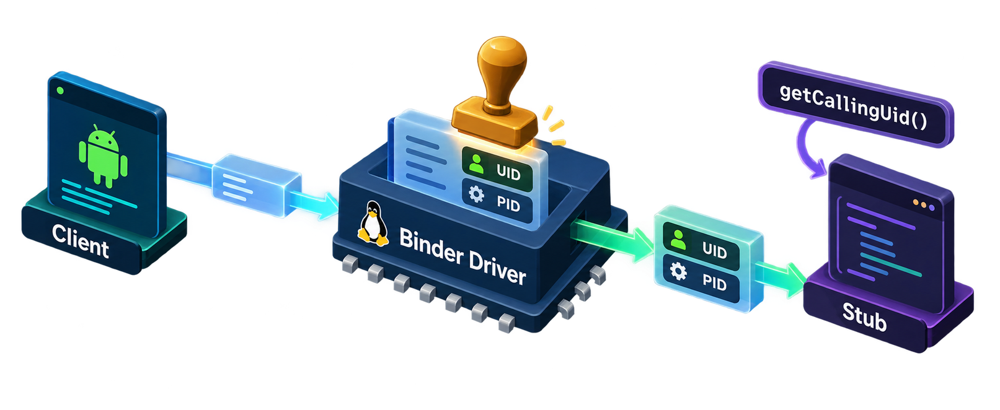 Client
UID
PID
Binder Driver
UID
PID
getCallingUid()
Stub